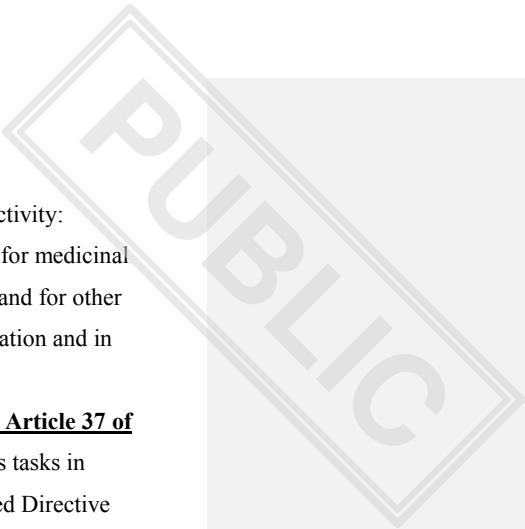 PUBLIC
ctivity:
for medicinal
and for other
ation and in
Article 37 of
s tasks in
ed Directive